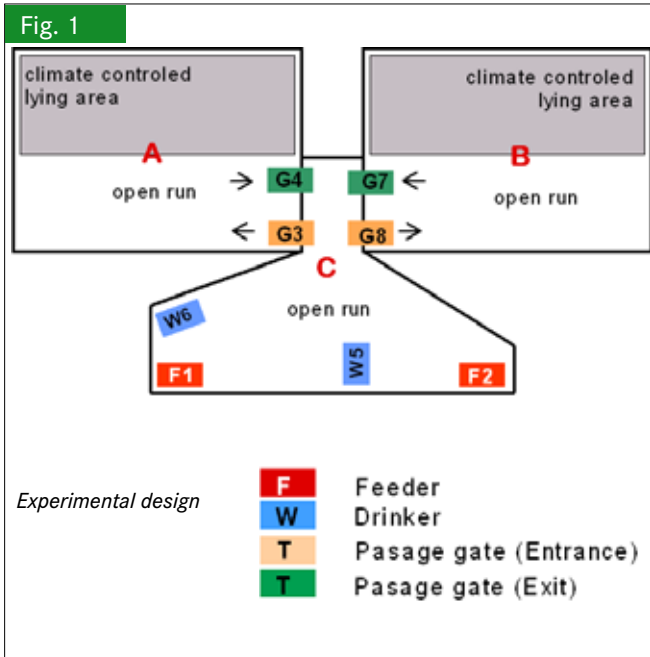 Fig. 1
climate controled
lying area
climate controled
lying area
A
B
open run
G4
G7
open run
G3
G8
C
open run
W6
W5
F1
F2
Experimental design
F Feeder
W Drinker
T Pasage gate (Entrance)
T Pasage gate (Exit)